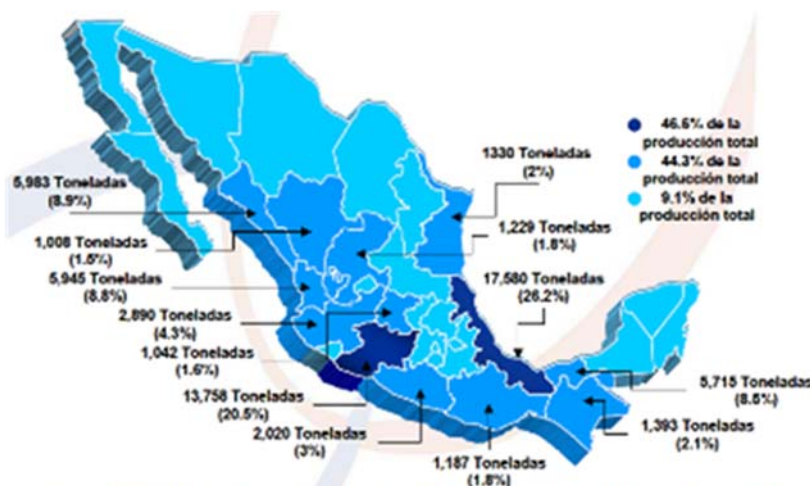 46.6% de la
producción total
44.3% de la
producción total
9.1% de la
producción total
1330 Toneladas
(2%)
5,983 Toneladas
(8.9%)
1,229 Toneladas
(1.8%)
1,008 Toneladas
(1.5%)
5,945 Toneladas
(8.8%)
17,580 Toneladas
(26.2%)
2,890 Toneladas
(4.3%)
1,042 Toneladas
(1.6%)
13,758 Toneladas
(20.5%)
5,715 Toneladas
(8.5%)
2,020 Toneladas
(3%)
1,393 Toneladas
(2.1%)
1,187 Toneladas
(1.8%)